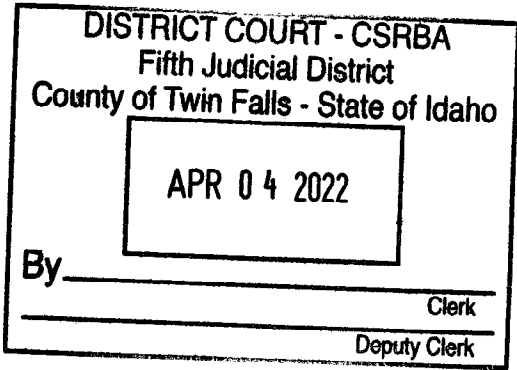 DISTRICT COURT - CSRBA
Fifth Judicial District
County of Twin Falls - State of Idaho
APR 04 2022
By
Clerk
Deputy Clerk